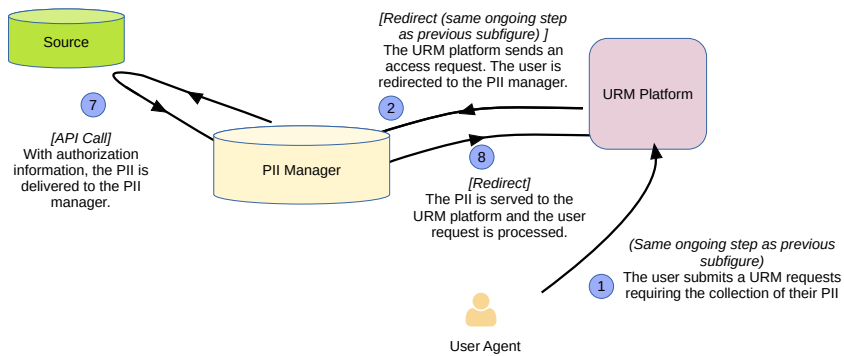 Source
7
[API Call]
With authorization
information, the PII is
delivered to the PII
manager.
[Redirect (same ongoing step
as previous subfigure) ]
The URM platform sends an
access request. The user is
redirected to the PII manager.
2
URM Platform
PII Manager
8
[Redirect]
The PII is served to the
URM platform and the user
request is processed.
(Same ongoing step as previous
subfigure)
1
The user submits a URM requests
requiring the collection of their PII
User Agent